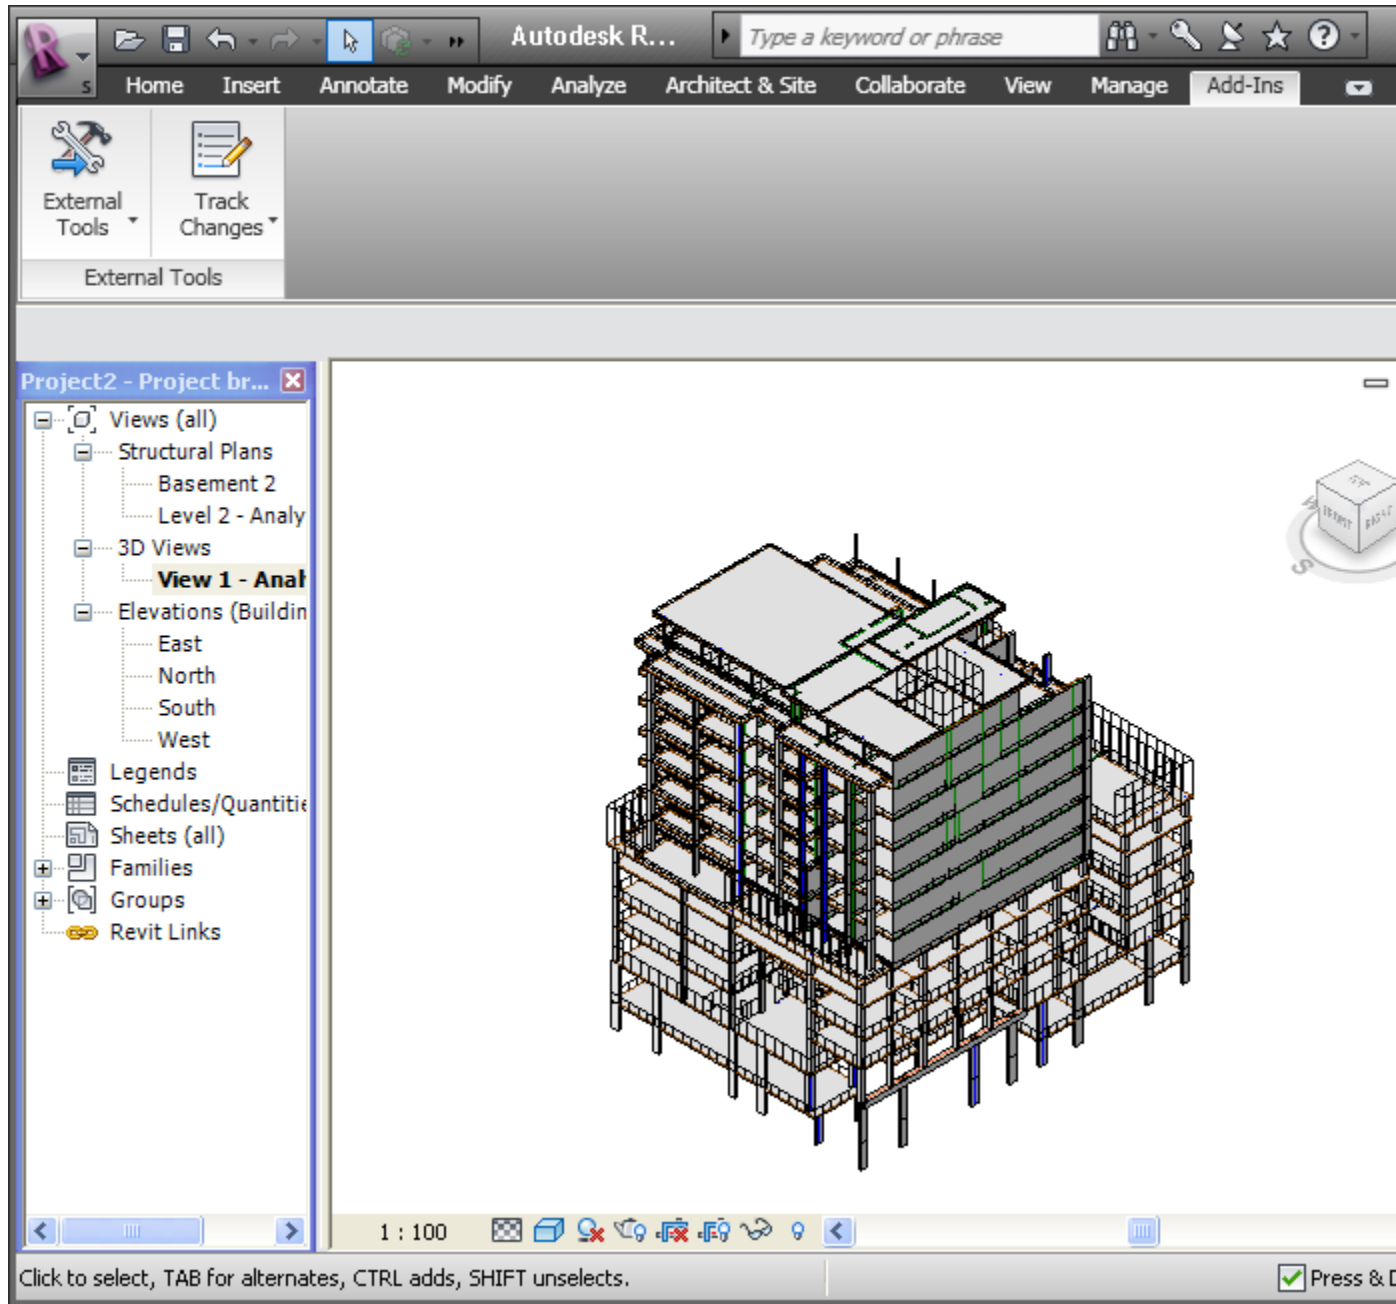 Autodesk R...
Type a keyword or phrase
S
Home Insert Annotate Modify Analyze Architect & Site Collaborate View Manage Add-Ins
External Tools
Track Changes
External Tools
Project2 - Project br...
Views (all)
Structural Plans
Basement 2
Level 2 - Analy
3D Views
View 1 - Anal
Elevations (Buildin
East
North
South
West
Legends
Schedules/Quantitie
Sheets (all)
Families
Groups
Revit Links
FRONT
S
1 : 100
Click to select, TAB for alternates, CTRL adds, SHIFT unselects.
Press & D